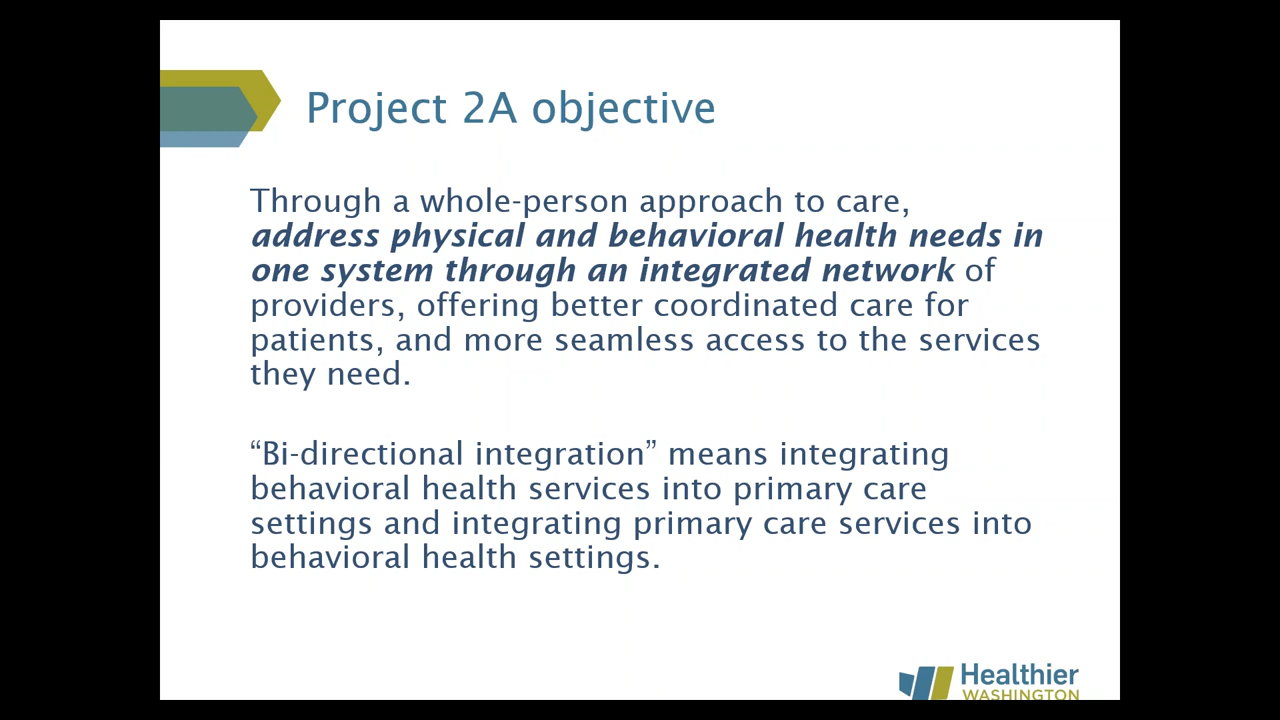 Project 2A objective
Through a whole-person approach to care,
address physical and behavioral health needs in
one system through an integrated network of
providers, offering better coordinated care for
patients, and more seamless access to the services
they need.
“Bi-directional integration” means integrating
behavioral health services into primary care
settings and integrating primary care services into
behavioral health settings.
Healthier
WASHINGTON